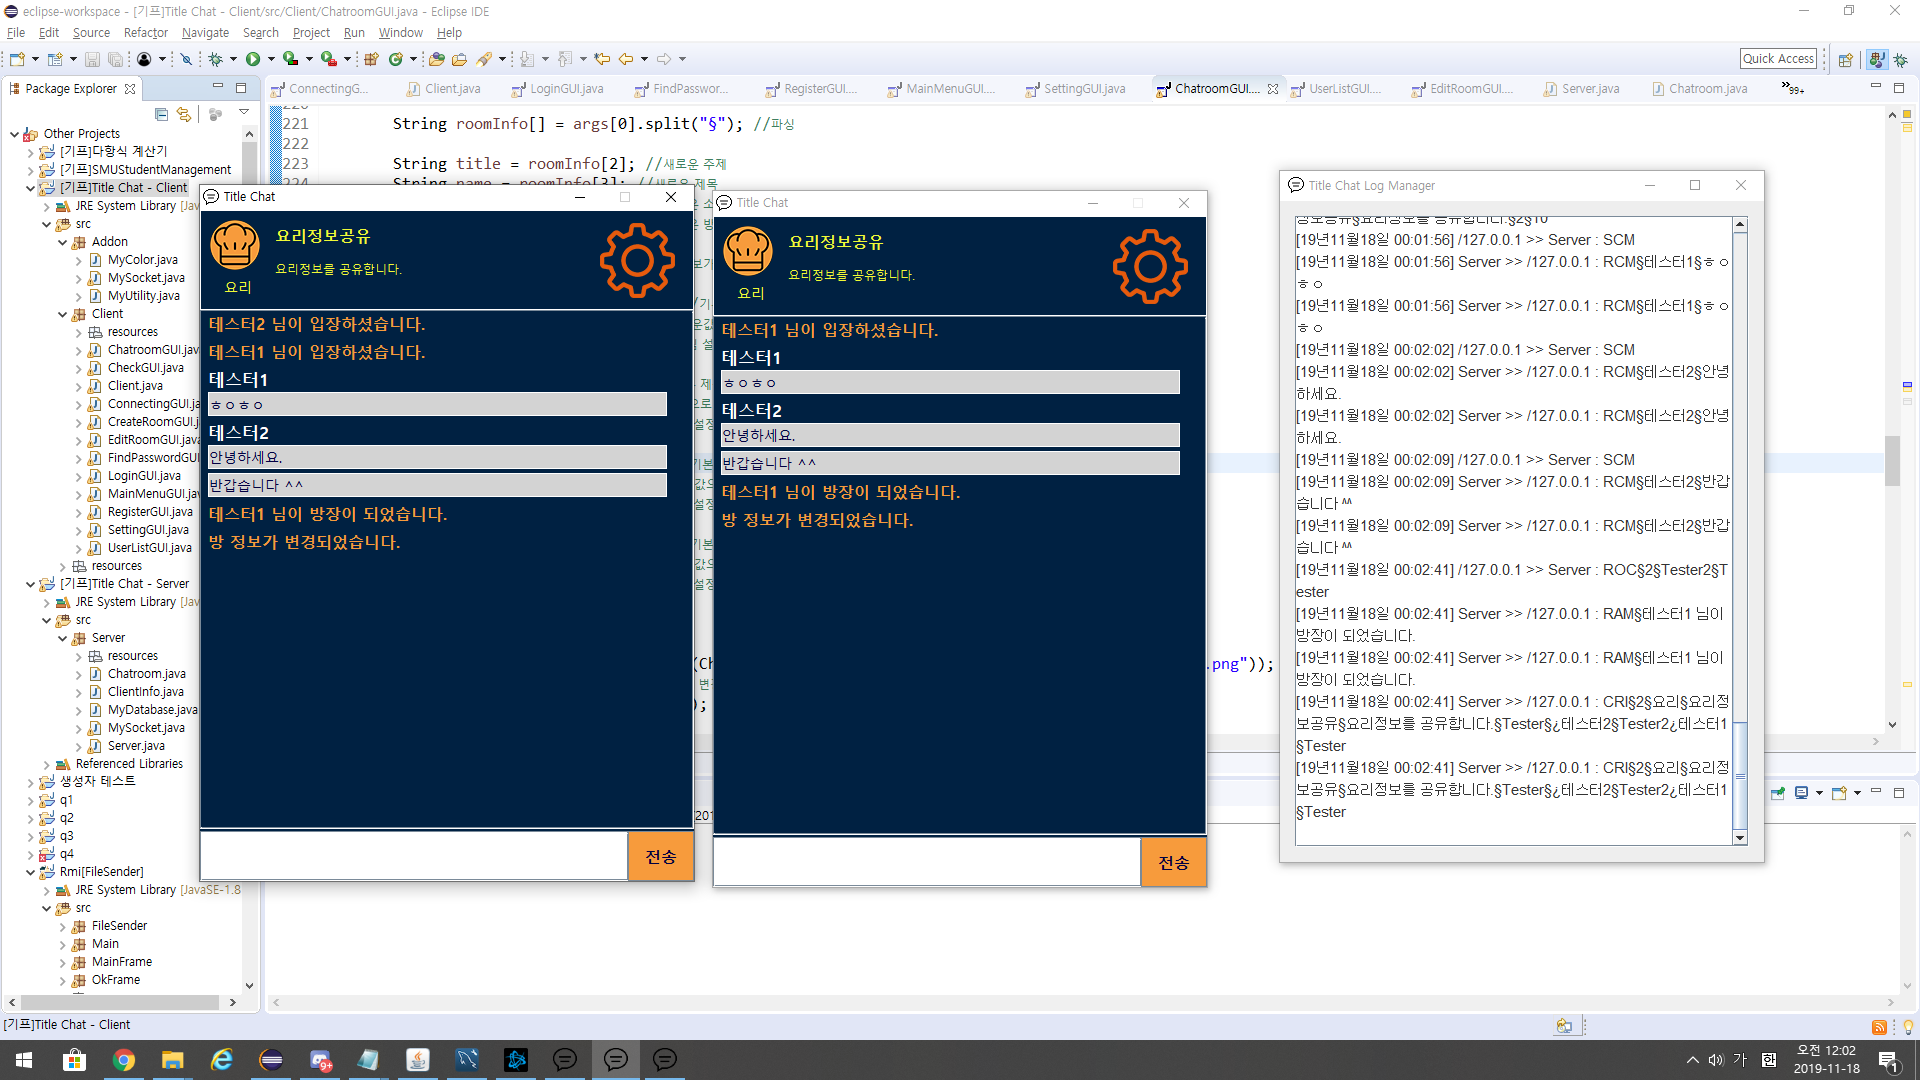 eclipse-workspace - [기프]Title Chat - Client/src/Client/ChatroomGUI.java - Eclipse IDE
File Edit Source Refactor Navigate Search Project Run Window Help
Quick Access
Package Explorer
ConnectingG... Client.java LoginGUI.java FindPasswor... RegisterGUI.... MainMenuGUI.... SettingGUI.java ChatroomGUI.... UserListGUI.... EditRoomGUI.... Server.java Chatroom.java 99+
Other Projects
[기프]다항식 계산기
[기프]SMUStudentManagement
[기프]Title Chat - Client
JRE System Library [Jav
src
Addon
MyColor.java
MySocket.java
MyUtility.java
Client
resources
ChatroomGUI.jav
CheckGUI.java
Client.java
ConnectingGUI.ja
CreateRoomGUI.j
EditRoomGUI.jav
FindPasswordGUI
LoginGUI.java
MainMenuGUI.jav
RegisterGUI.java
SettingGUI.java
UserListGUI.java
resources
[기프]Title Chat - Server
JRE System Library [Jav
src
Server
resources
Chatroom.java
ClientInfo.java
MyDatabase.java
MySocket.java
Server.java
Referenced Libraries
생성자 테스트
q1
q2
q3
q4
Rmi[FileSender]
JRE System Library [JavaSE-1.8
src
FileSender
Main
MainFrame
OkFrame
221 String roomInfo[] = args[0].split("§"); //파싱
222
223 String title = roomInfo[2]; //새로운 주제
224 String name = roomInfo[3]; //새로운 제목
.png"));
Title Chat
요리정보공유
요리정보를 공유합니다.
요리
테스터2 님이 입장하셨습니다.
테스터1 님이 입장하셨습니다.
테스터1
ㅎㅇㅎㅇ
테스터2
안녕하세요.
반갑습니다 ^^
테스터1 님이 방장이 되었습니다.
방 정보가 변경되었습니다.
전송
Title Chat
요리정보공유
요리정보를 공유합니다.
요리
테스터1 님이 입장하셨습니다.
테스터1
ㅎㅇㅎㅇ
테스터2
안녕하세요.
반갑습니다 ^^
테스터1 님이 방장이 되었습니다.
방 정보가 변경되었습니다.
전송
Title Chat Log Manager
정보공유§요리정보를 공유합니다.§2§10
[19년11월18일 00:01:56] /127.0.0.1 >> Server : SCM
[19년11월18일 00:01:56] Server >> /127.0.0.1 : RCM§테스터1§ㅎㅇ
ㅎㅇ
[19년11월18일 00:01:56] Server >> /127.0.0.1 : RCM§테스터1§ㅎㅇ
ㅎㅇ
[19년11월18일 00:02:02] /127.0.0.1 >> Server : SCM
[19년11월18일 00:02:02] Server >> /127.0.0.1 : RCM§테스터2§안녕
하세요.
[19년11월18일 00:02:02] Server >> /127.0.0.1 : RCM§테스터2§안녕
하세요.
[19년11월18일 00:02:09] /127.0.0.1 >> Server : SCM
[19년11월18일 00:02:09] Server >> /127.0.0.1 : RCM§테스터2§반갑
습니다 ^^
[19년11월18일 00:02:09] Server >> /127.0.0.1 : RCM§테스터2§반갑
습니다 ^^
[19년11월18일 00:02:41] /127.0.0.1 >> Server : ROC§2§Tester2§T
ester
[19년11월18일 00:02:41] Server >> /127.0.0.1 : RAM§테스터1 님이
방장이 되었습니다.
[19년11월18일 00:02:41] Server >> /127.0.0.1 : RAM§테스터1 님이
방장이 되었습니다.
[19년11월18일 00:02:41] Server >> /127.0.0.1 : CRI§2§요리§요리정
보공유§요리정보를 공유합니다.§Tester§¿테스터2§Tester2¿테스터1
§Tester
[19년11월18일 00:02:41] Server >> /127.0.0.1 : CRI§2§요리§요리정
보공유§요리정보를 공유합니다.§Tester§¿테스터2§Tester2¿테스터1
§Tester
[기프]Title Chat - Client
9+
가
오전 12:02
2019-11-18
1